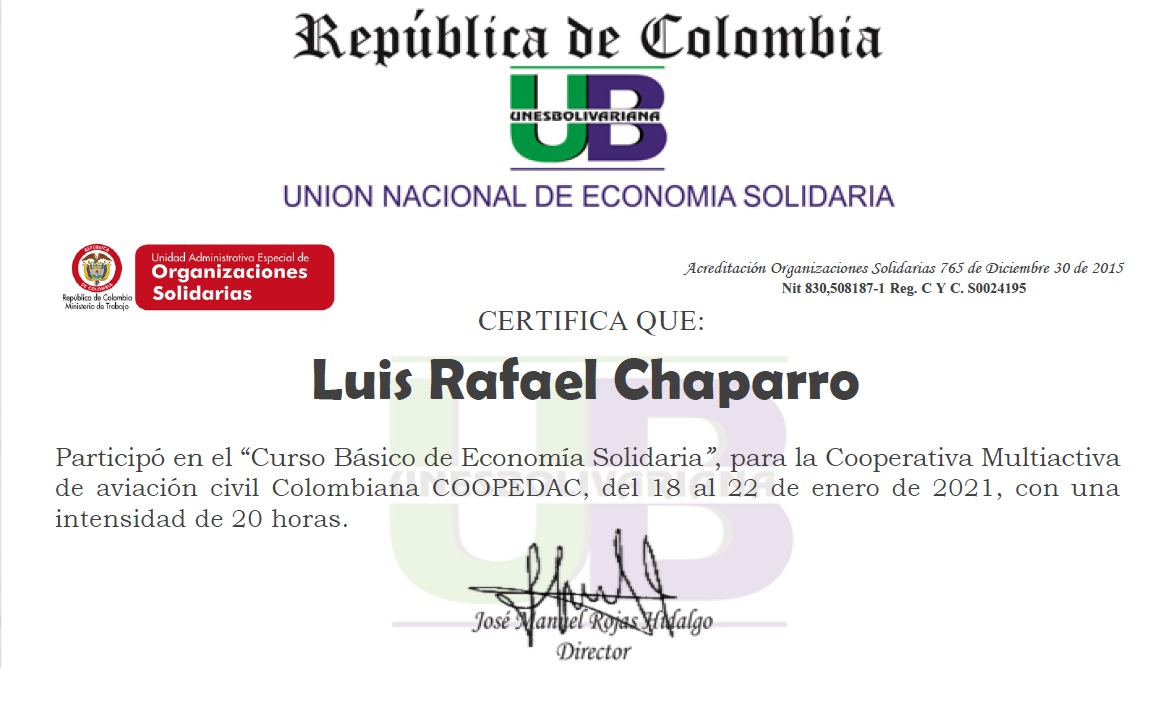 República de Colombia
UB
UNESBOLIVARIANA
UNION NACIONAL DE ECONOMIA SOLIDARIA
REPUBLICA DE COLOMBIA
República de Colombia
Ministerio de Trabajo
Unidad Administrativa Especial de
Organizaciones
Solidarias
Acreditación Organizaciones Solidarias 765 de Diciembre 30 de 2015
Nit 830,508187-1 Reg. C Y C. S0024195
CERTIFICA QUE:
Luis Rafael Chaparro
Participó en el “Curso Básico de Economía Solidaria”, para la Cooperativa Multiactiva
de aviación civil Colombiana COOPEDAC, del 18 al 22 de enero de 2021, con una
intensidad de 20 horas.
UB
UNESBOLIVARIANA
José Manuel Rojas Hidalgo
Director